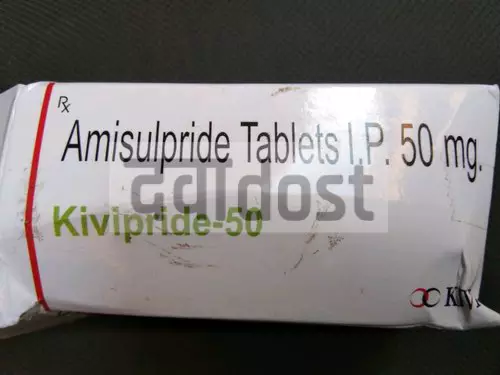 Rx
Amisulpride Tablets I.P. 50 mg.
Kivipride-50